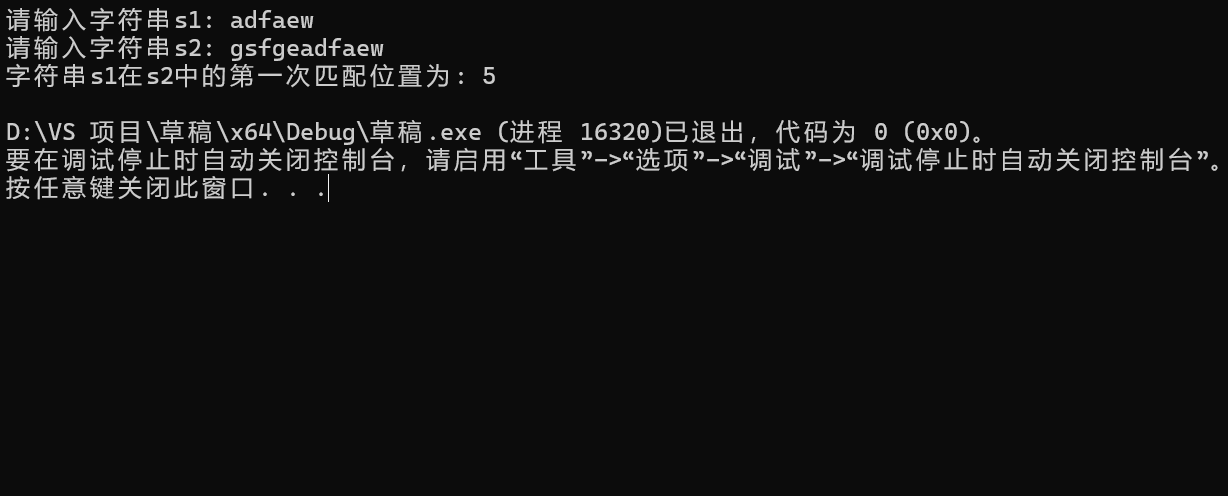 请输入字符串s1: adfaew
请输入字符串s2: gsfgeadfaew
字符串s1在s2中的第一次匹配位置为: 5
D:\VS 项目\草稿\x64\Debug\草稿.exe (进程 16320)已退出，代码为 0 (0x0)。
要在调试停止时自动关闭控制台，请启用“工具”->“选项”->“调试”->“调试停止时自动关闭控制台”。
按任意键关闭此窗口. . .